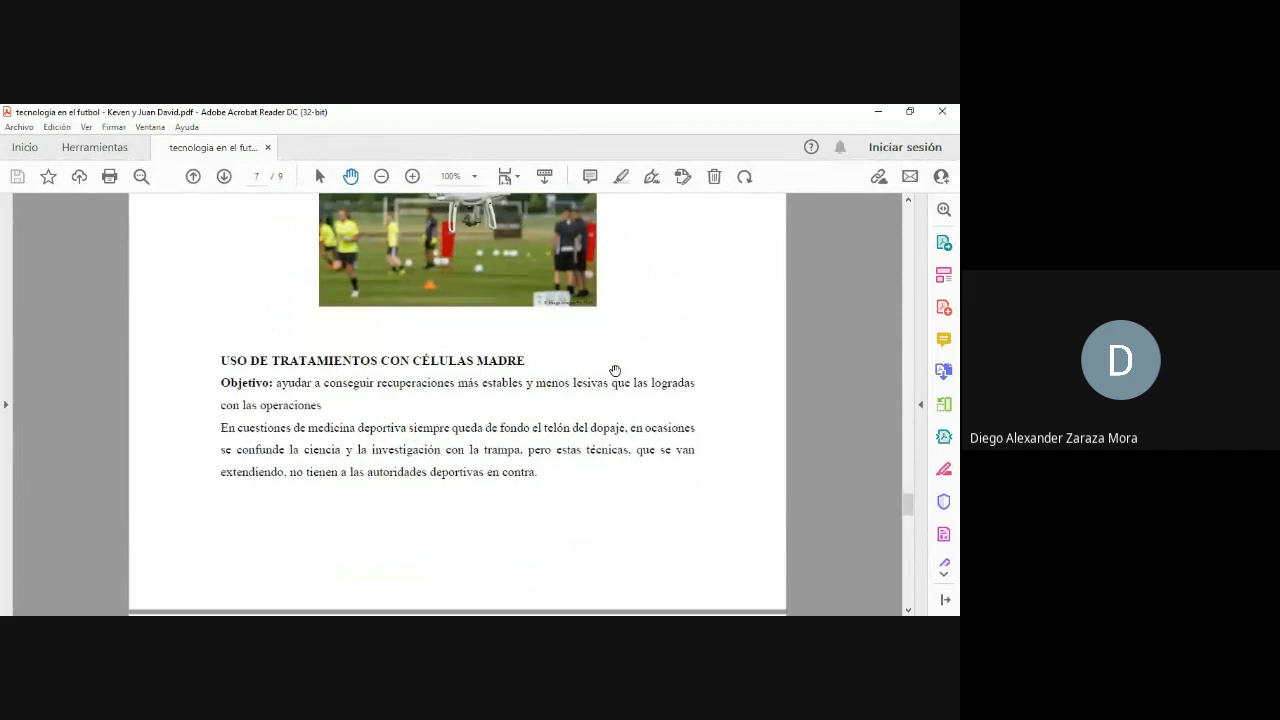 tecnologia en el futbol - Keven y Juan David.pdf - Adobe Acrobat Reader DC (32-bit)
Archivo Edición Ver Firmar Ventana Ayuda
Inicio Herramientas tecnologia en el fut... × Iniciar sesión
7 / 9 100%
USO DE TRATAMIENTOS CON CÉLULAS MADRE
Objetivo: ayudar a conseguir recuperaciones más estables y menos lesivas que las logradas
con las operaciones
En cuestiones de medicina deportiva siempre queda de fondo el telón del dopaje, en ocasiones
se confunde la ciencia y la investigación con la trampa, pero estas técnicas, que se van
extendiendo, no tienen a las autoridades deportivas en contra.
D
Diego Alexander Zaraza Mora